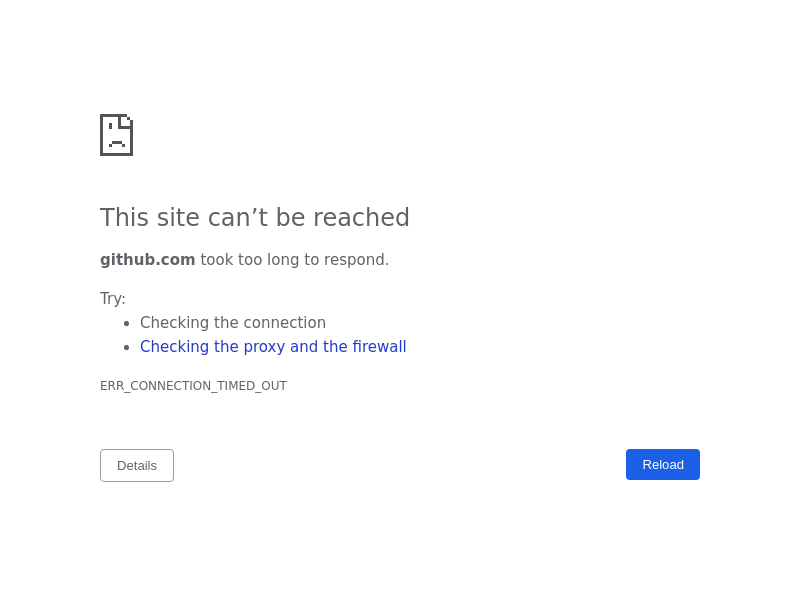 This site can’t be reached
github.com took too long to respond.
Try:
Checking the connection
Checking the proxy and the firewall
ERR_CONNECTION_TIMED_OUT
Details
Reload